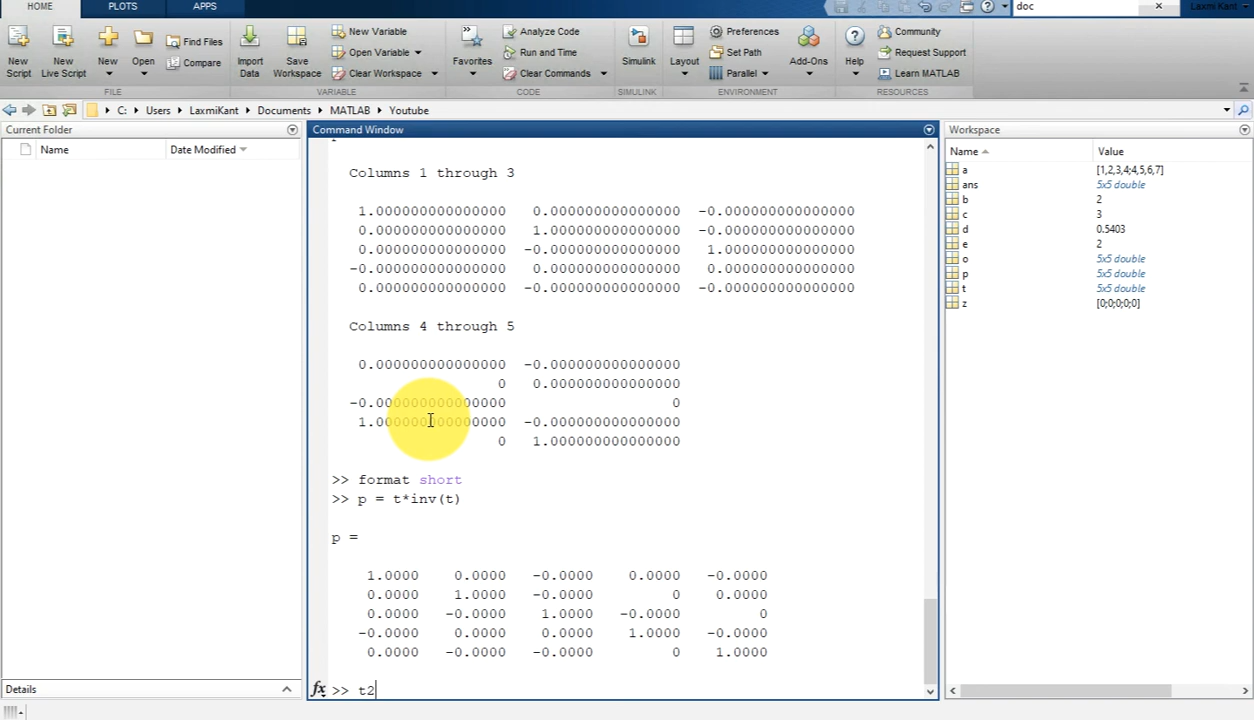 HOME PLOTS APPS doc Laxmi Kant
New Script
New Live Script
New
Open
Find Files
Compare
Import Data
Save Workspace
New Variable
Open Variable
Clear Workspace
Favorites
Analyze Code
Run and Time
Clear Commands
Simulink
Layout
Preferences
Set Path
Parallel
Add-Ons
Help
Community
Request Support
Learn MATLAB
FILE VARIABLE CODE SIMULINK ENVIRONMENT RESOURCES
C: Users LaxmiKant Documents MATLAB Youtube
Current Folder
Name Date Modified
Details
Command Window
Columns 1 through 3
1.000000000000000 0.000000000000000 -0.000000000000000
0.000000000000000 1.000000000000000 -0.000000000000000
0.000000000000000 -0.000000000000000 1.000000000000000
-0.000000000000000 0.000000000000000 0.000000000000000
0.000000000000000 -0.000000000000000 -0.000000000000000
Columns 4 through 5
0.000000000000000 -0.000000000000000
0 0.000000000000000
-0.000000000000000 0
1.000000000000000 -0.000000000000000
0 1.000000000000000
>> format short
>> p = t*inv(t)
p =
1.0000 0.0000 -0.0000 0.0000 -0.0000
0.0000 1.0000 -0.0000 0 0.0000
0.0000 -0.0000 1.0000 -0.0000 0
-0.0000 0.0000 0.0000 1.0000 -0.0000
0.0000 -0.0000 -0.0000 0 1.0000
fx >> t2
Workspace
Name Value
a [1,2,3,4;4,5,6,7]
ans 5x5 double
b 2
c 3
d 0.5403
e 2
o 5x5 double
p 5x5 double
t 5x5 double
z [0;0;0;0;0]